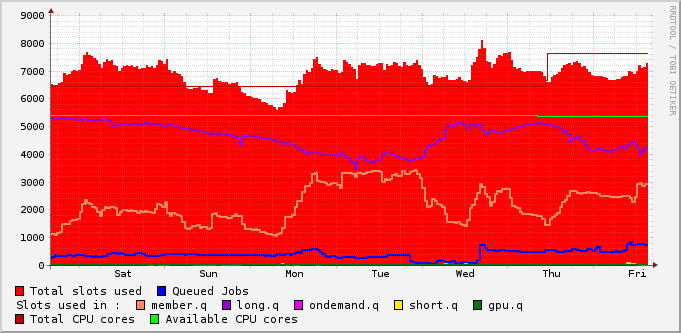 RRDTOOL / TOBI OETIKER
9000
8000
7000
6000
5000
4000
3000
2000
1000
0
Sat Sun Mon Tue Wed Thu Fri
Total slots used Queued Jobs
Slots used in : member.q long.q ondemand.q short.q gpu.q
Total CPU cores Available CPU cores